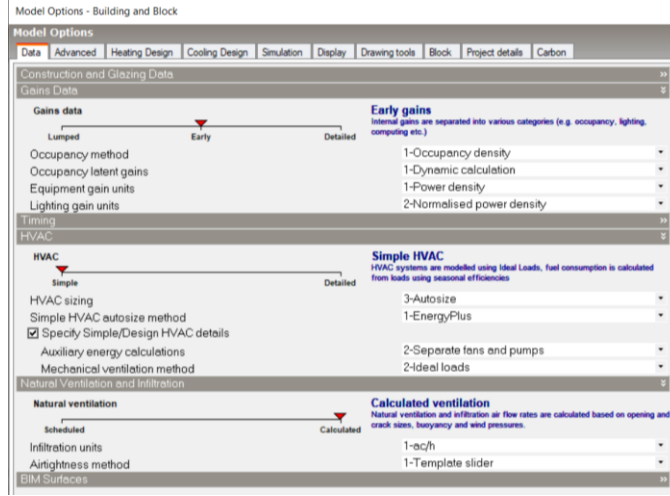 Model Options - Building and Block
Model Options
Data Advanced Heating Design Cooling Design Simulation Display Drawing tools Block Project details Carbon
Construction and Glazing Data
Gains Data
Gains data
Lumped Early Detailed
Early gains
Internal gains are separated into various categories (e.g. occupancy, lighting,
computing etc.)
Occupancy method 1-Occupancy density
Occupancy latent gains 1-Dynamic calculation
Equipment gain units 1-Power density
Lighting gain units 2-Normalised power density
Timing
HVAC
HVAC
Simple Detailed
Simple HVAC
HVAC systems are modelled using Ideal Loads, fuel consumption is calculated
from loads using seasonal efficiencies
HVAC sizing 3-Autosize
Simple HVAC autosize method 1-EnergyPlus
Specify Simple/Design HVAC details
Auxiliary energy calculations 2-Separate fans and pumps
Mechanical ventilation method 2-Ideal loads
Natural Ventilation and Infiltration
Natural ventilation
Scheduled Calculated
Calculated ventilation
Natural ventilation and infiltration air flow rates are calculated based on opening and
crack sizes, buoyancy and wind pressures.
Infiltration units 1-ac/h
Airtightness method 1-Template slider
BIM Surfaces